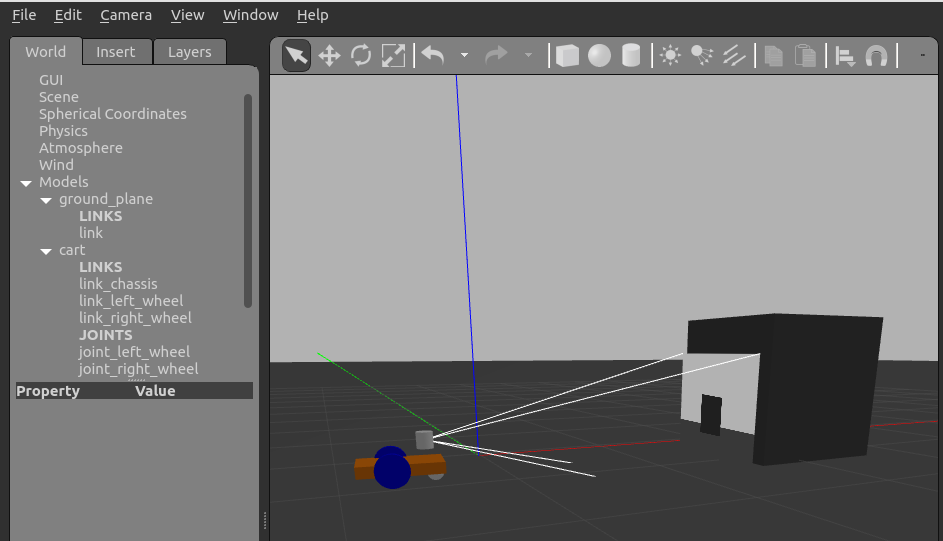 File Edit Camera View Window Help
World Insert Layers
GUI
Scene
Spherical Coordinates
Physics
Atmosphere
Wind
Models
ground_plane
LINKS
link
cart
LINKS
link_chassis
link_left_wheel
link_right_wheel
JOINTS
joint_left_wheel
joint_right_wheel
Property Value